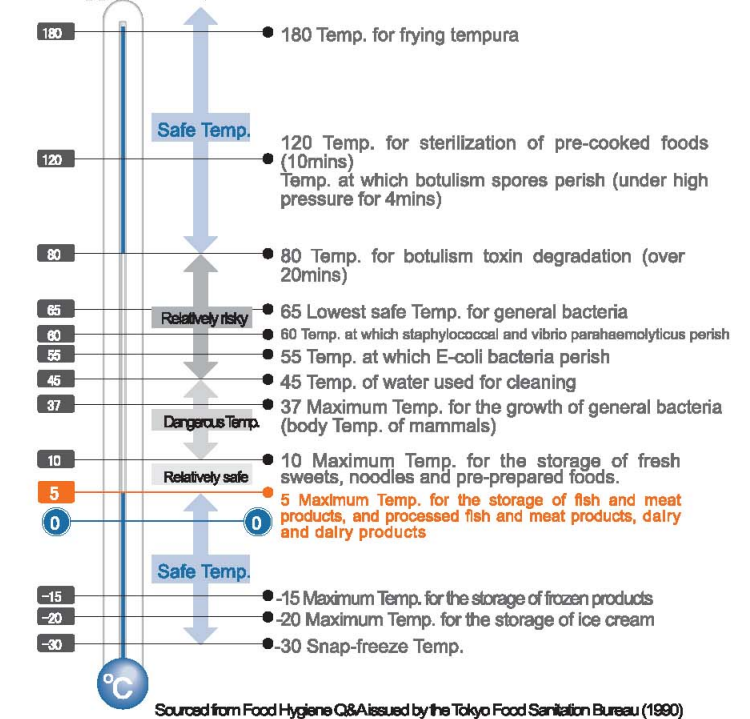 180
180 Temp. for frying tempura
Safe Temp.
120
120 Temp. for sterilization of pre-cooked foods
(10mins)
Temp. at which botulism spores perish (under high
pressure for 4mins)
80
80 Temp. for botulism toxin degradation (over
20mins)
65
65 Lowest safe Temp. for general bacteria
Relatively risky
60
60 Temp. at which staphylococcal and vibrio parahaemolyticus perish
55
55 Temp. at which E-coli bacteria perish
45
45 Temp. of water used for cleaning
37
37 Maximum Temp. for the growth of general bacteria
(body Temp. of mammals)
Dangerous Temp.
10
10 Maximum Temp. for the storage of fresh
sweets, noodles and pre-prepared foods.
Relatively safe
5
5 Maximum Temp. for the storage of fish and meat
products, and processed fish and meat products, dairy
and dairy products
0
0
Safe Temp.
-15
-15 Maximum Temp. for the storage of frozen products
-20
-20 Maximum Temp. for the storage of ice cream
-30
-30 Snap-freeze Temp.
°C
Sourced from Food Hygiene Q&A issued by the Tokyo Food Sanitation Bureau (1990)